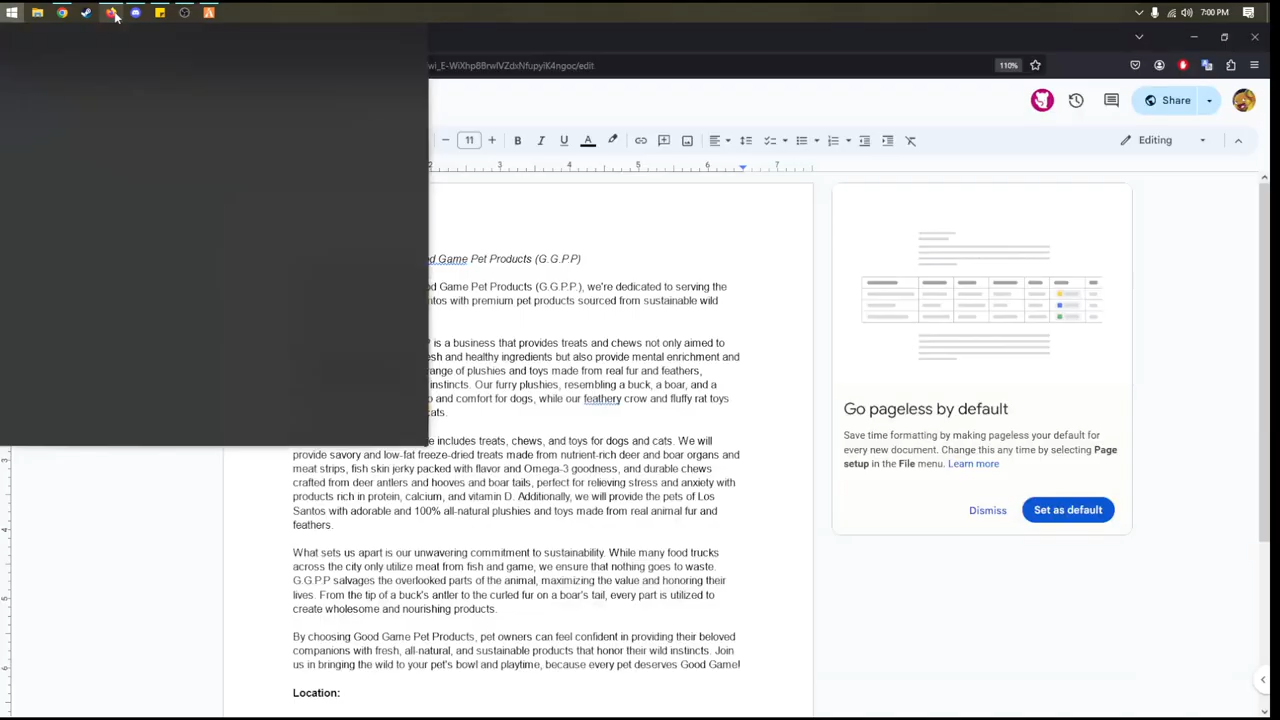 7:00 PM
wi_E-WiXhp8BrwIVZdxNfupyiK4ngoc/edit
110%
Share
11
B
I
U
A
Editing
2
3
4
5
6
7
od Game Pet Products (G.G.P.P)
od Game Pet Products (G.G.P.P.), we're dedicated to serving the
ntos with premium pet products sourced from sustainable wild
P is a business that provides treats and chews not only aimed to
esh and healthy ingredients but also provide mental enrichment and
range of plushies and toys made from real fur and feathers,
instincts. Our furry plushies, resembling a buck, a boar, and a
o and comfort for dogs, while our feathery crow and fluffy rat toys
cats.
ge includes treats, chews, and toys for dogs and cats. We will
provide savory and low-fat freeze-dried treats made from nutrient-rich deer and boar organs and
meat strips, fish skin jerky packed with flavor and Omega-3 goodness, and durable chews
crafted from deer antlers and hooves and boar tails, perfect for relieving stress and anxiety with
products rich in protein, calcium, and vitamin D. Additionally, we will provide the pets of Los
Santos with adorable and 100% all-natural plushies and toys made from real animal fur and
feathers.
What sets us apart is our unwavering commitment to sustainability. While many food trucks
across the city only utilize meat from fish and game, we ensure that nothing goes to waste.
G.G.P.P salvages the overlooked parts of the animal, maximizing the value and honoring their
lives. From the tip of a buck's antler to the curled fur on a boar's tail, every part is utilized to
create wholesome and nourishing products.
By choosing Good Game Pet Products, pet owners can feel confident in providing their beloved
companions with fresh, all-natural, and sustainable products that honor their wild instincts. Join
us in bringing the wild to your pet's bowl and playtime, because every pet deserves Good Game!
Location:
3
4
5
6
Go pageless by default
Save time formatting by making pageless your default for
every new document. Change this any time by selecting Page
setup in the File menu. Learn more
Dismiss
Set as default